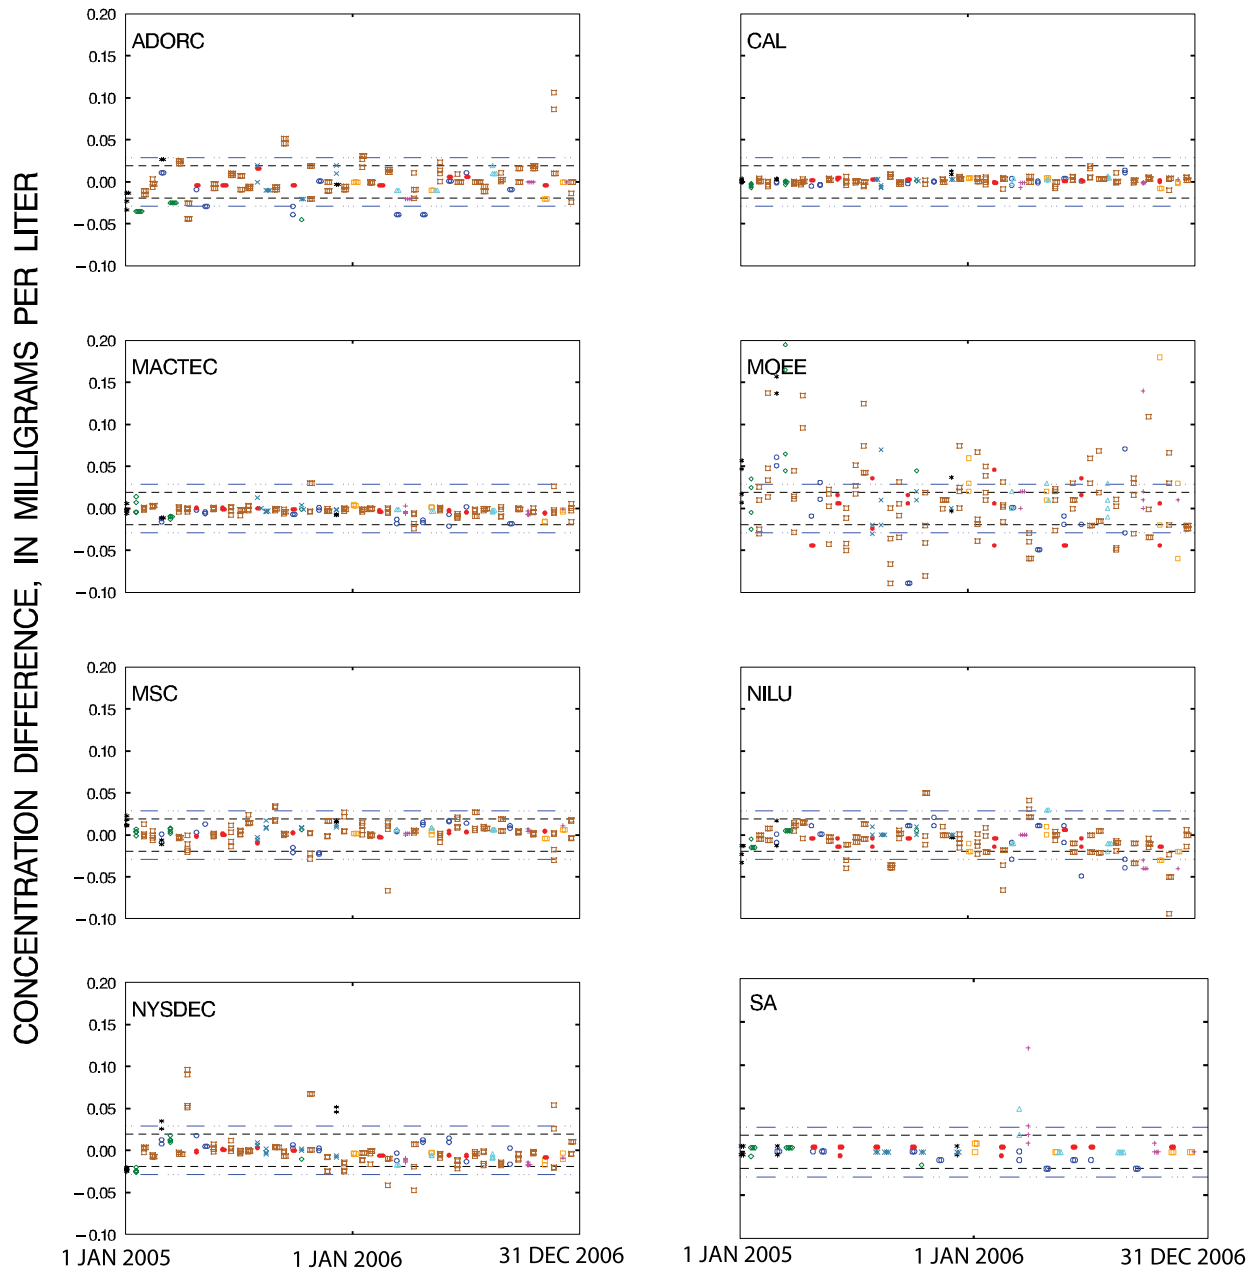 CONCENTRATION DIFFERENCE, IN MILLIGRAMS PER LITER
0.20
0.15
0.10
0.05
0.00
−0.05
−0.10
ADORC
CAL
0.20
0.15
0.10
0.05
0.00
−0.05
−0.10
MACTEC
MOEE
0.20
0.15
0.10
0.05
0.00
−0.05
−0.10
MSC
NILU
0.20
0.15
0.10
0.05
0.00
−0.05
−0.10
NYSDEC
SA
1 JAN 2005
1 JAN 2006
31 DEC 2006
1 JAN 2005
1 JAN 2006
31 DEC 2006